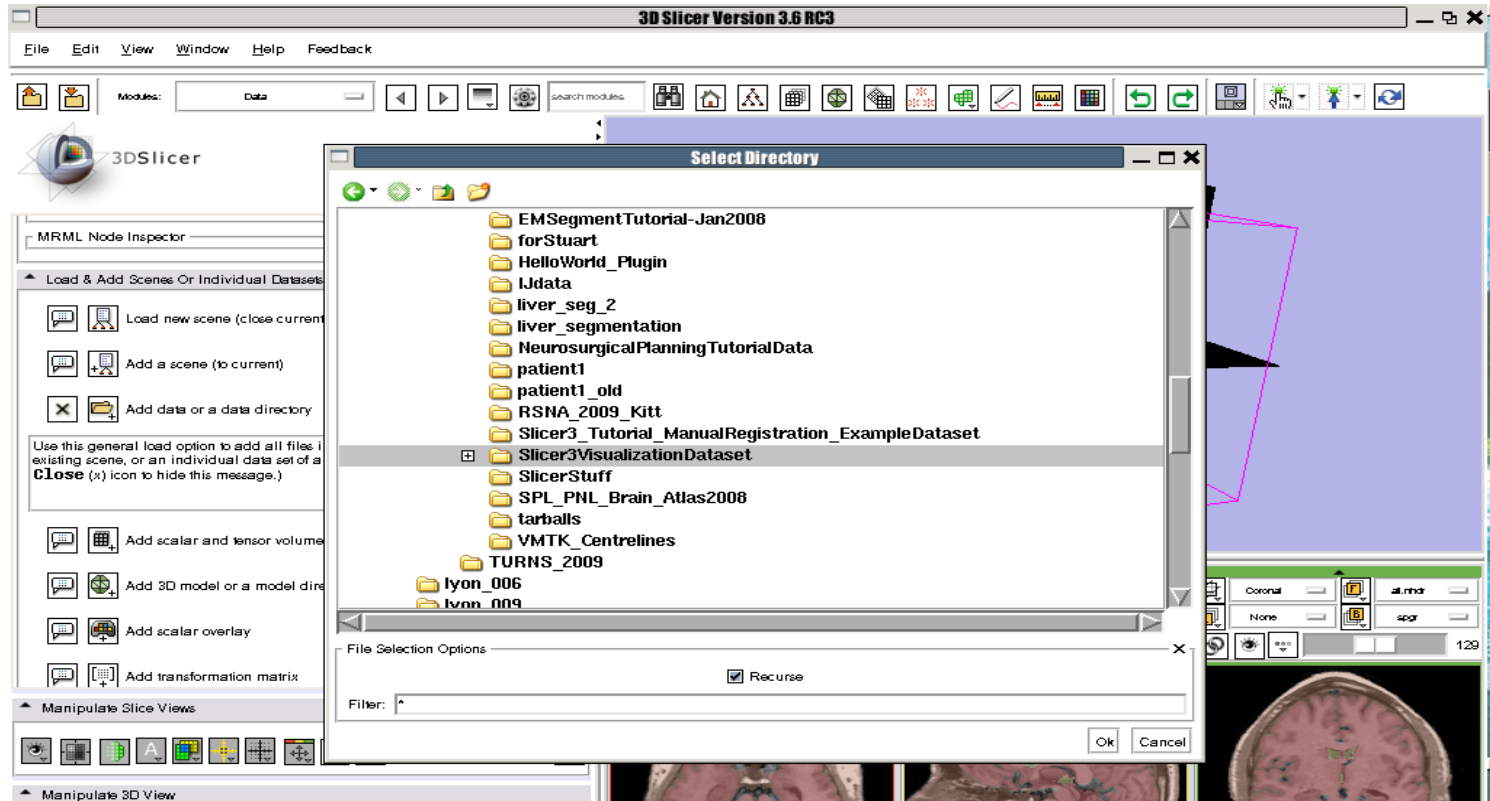 3D Slicer Version 3.6 RC3
File Edit View Window Help Feedback
Modules: Data search modules
3DSlicer
MRML Node Inspector
Load & Add Scenes Or Individual Datasets
Load new scene (close current
Add a scene (to current)
Add data or a data directory
Use this general load option to add all files i
existing scene, or an individual data set of a
Close (x) icon to hide this message.)
Add scalar and tensor volume
Add 3D model or a model dire
Add scalar overlay
Add transformation matrix
Manipulate Slice Views
Manipulate 3D View
Select Directory
EMSegmentTutorial-Jan2008
forStuart
HelloWorld_Plugin
IJdata
liver_seg_2
liver_segmentation
NeurosurgicalPlanningTutorialData
patient1
patient1_old
RSNA_2009_Kitt
Slicer3_Tutorial_ManualRegistration_ExampleDataset
Slicer3VisualizationDataset
SlicerStuff
SPL_PNL_Brain_Atlas2008
tarballs
VMTK_Centrelines
TURNS_2009
lyon_006
lyon_009
File Selection Options
Recurse
Filter: ^
Ok Cancel
Coronal F all.nhdr
None B spgr
129